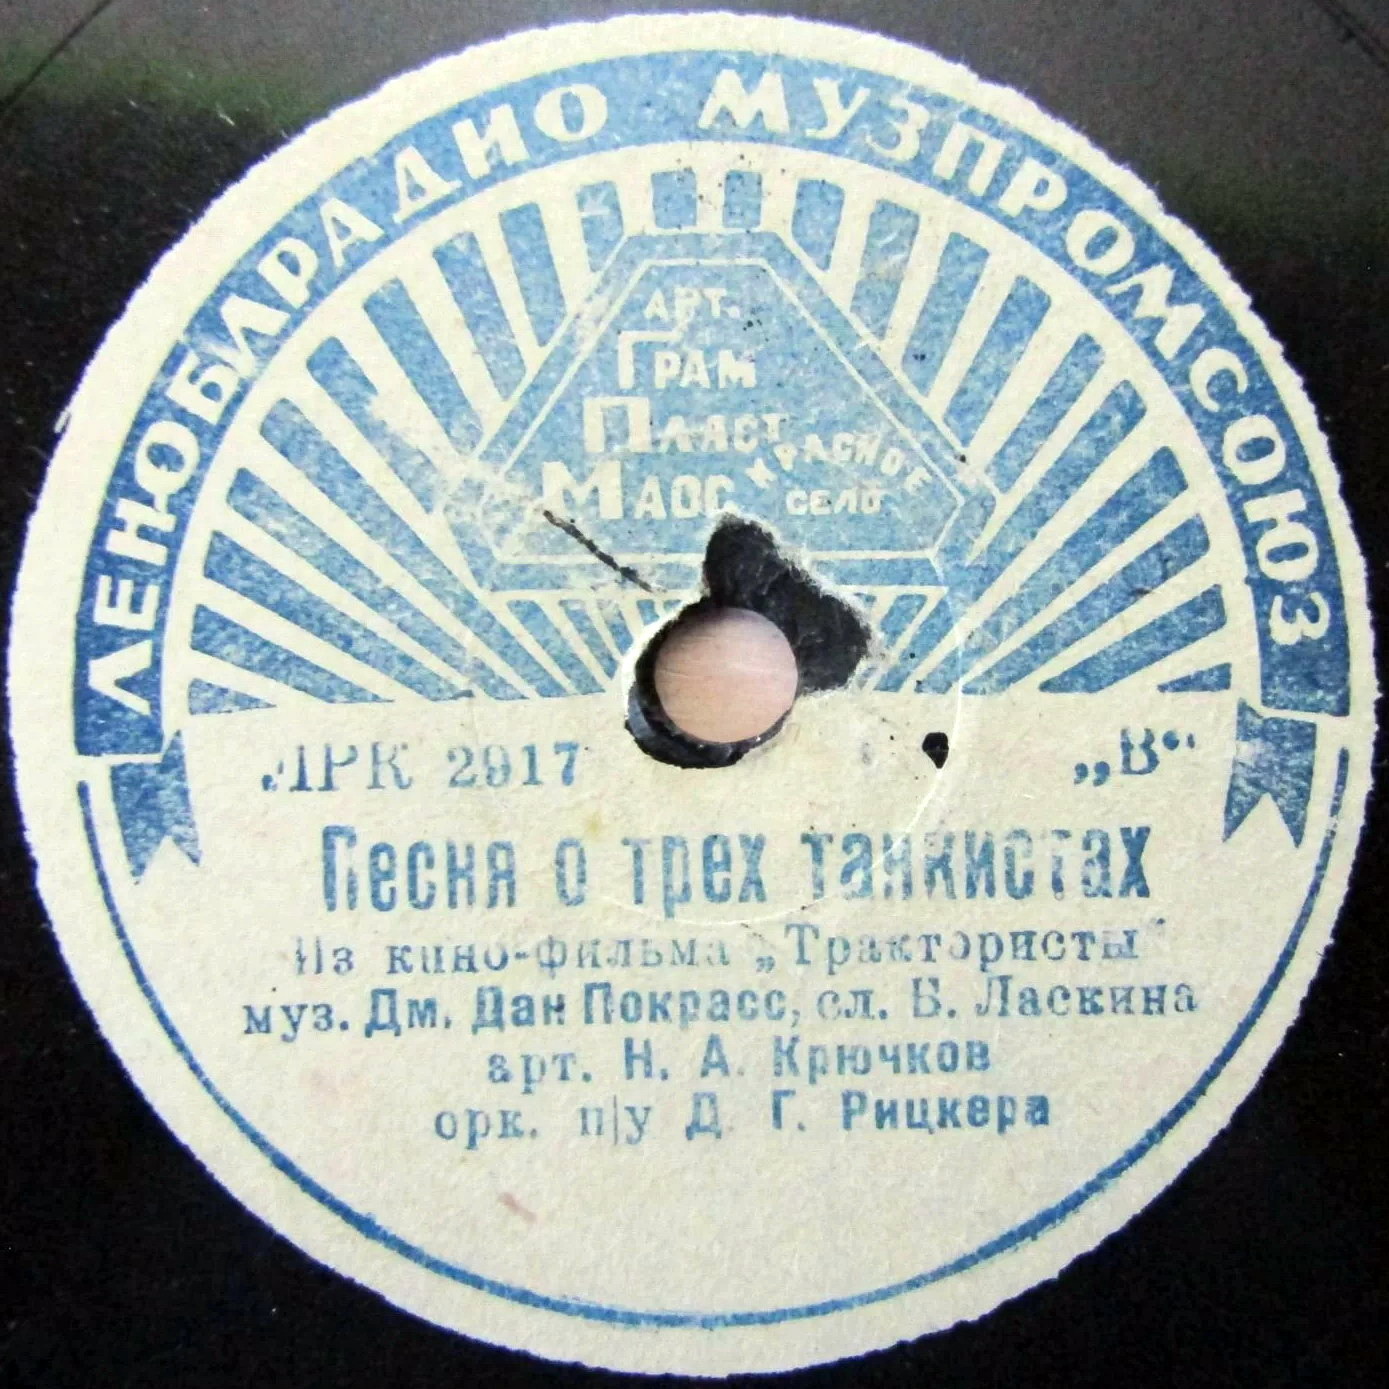 ЛЕНОБЛРАДИО МУЗПРОМСОЮЗ
АРТ.
ГРАМ
ПЛАСТ
МАСС
КРАСНОЕ
СЕЛО
ЛРК 2917 „В“
Песня о трех танкистах
Из кино-фильма „Трактористы“
муз. Дм. Дан Покрасс, сл. Б. Ласкина
арт. Н. А. Крючков
орк. п/у Д. Г. Рицкера